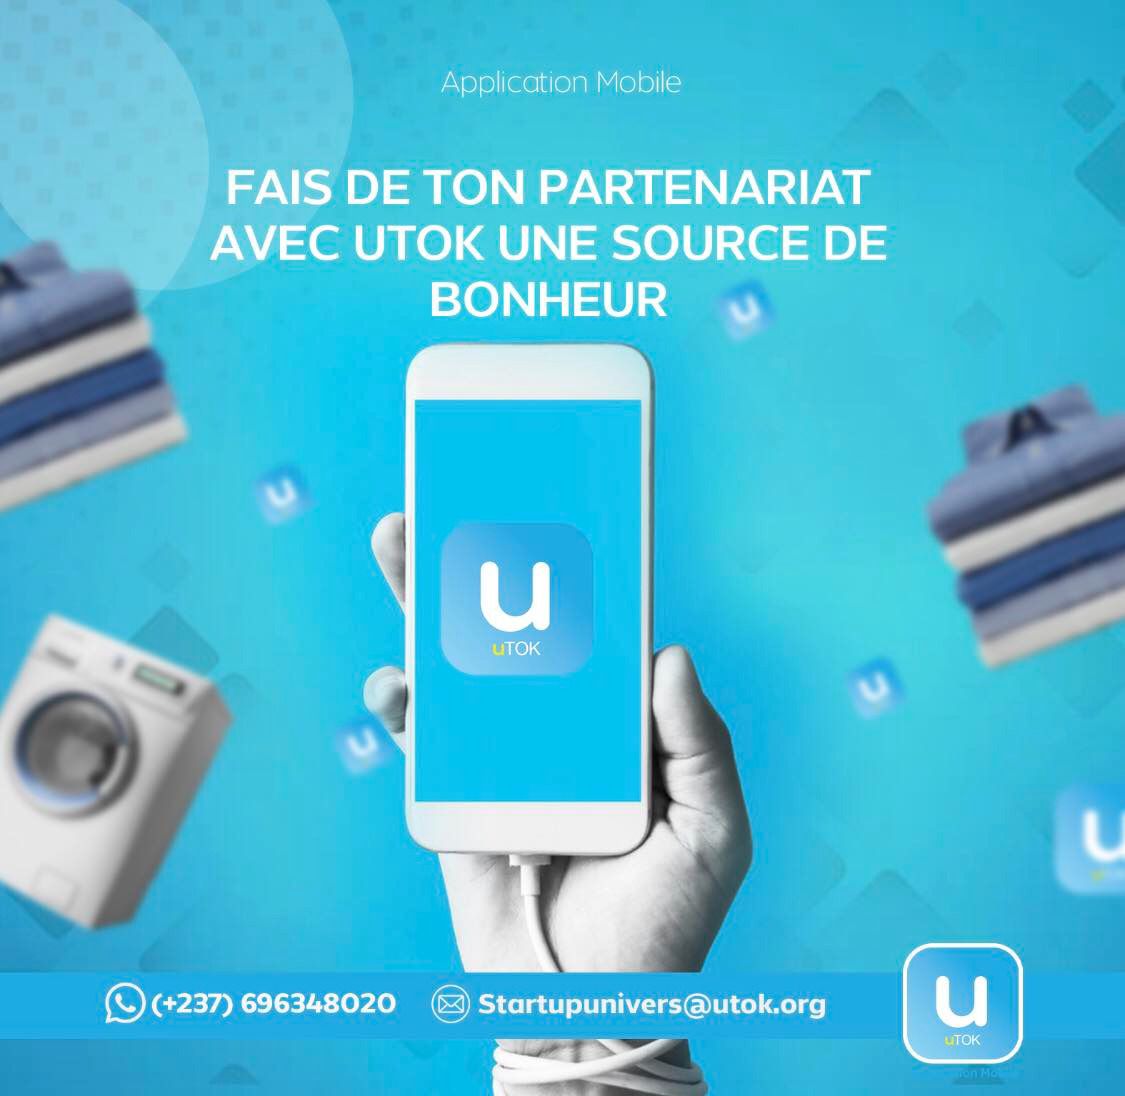 Application Mobile
FAIS DE TON PARTENARIAT
AVEC UTOK UNE SOURCE DE
BONHEUR
u
u
u
uTOK
u
u
u
(+237) 696348020
Startupunivers@utok.org
u
uTOK